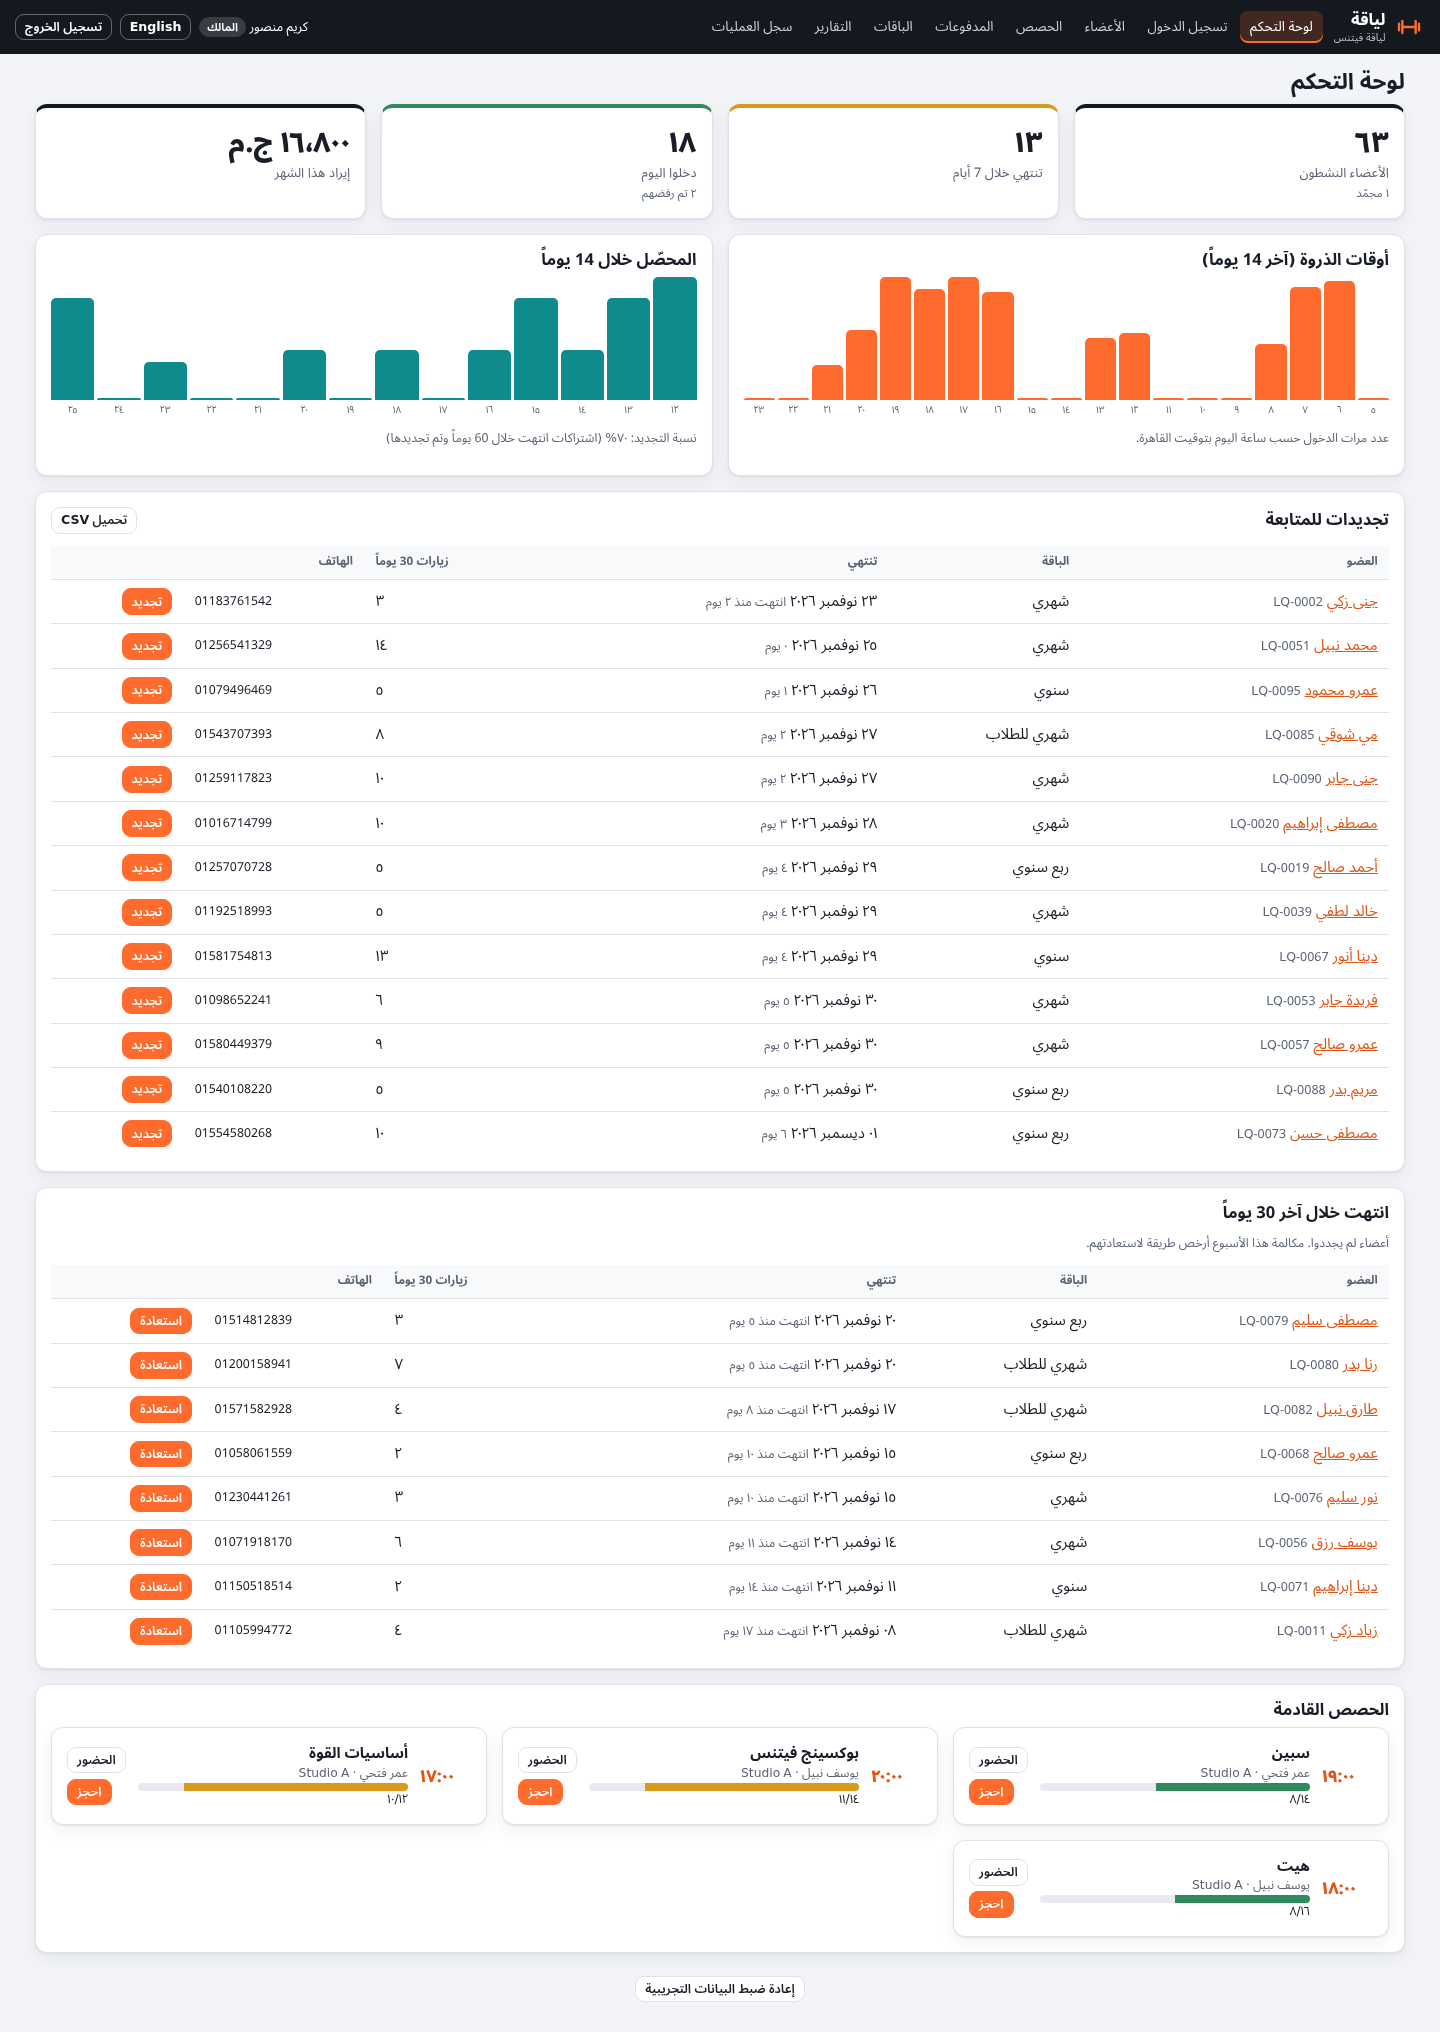 لياقة
لياقة فيتنس
لوحة التحكم
تسجيل الدخول
الأعضاء
الحصص
المدفوعات
الباقات
التقارير
سجل العمليات
كريم منصور المالك
English
تسجيل الخروج
لوحة التحكم
٦٣
الأعضاء النشطون
١ مجمّد
١٣
تنتهي خلال 7 أيام
١٨
دخلوا اليوم
٢ تم رفضهم
١٦،٨٠٠ ج.م
إيراد هذا الشهر
أوقات الذروة (آخر 14 يوماً)
٥ ٦ ٧ ٨ ٩ ١٠ ١١ ١٢ ١٣ ١٤ ١٥ ١٦ ١٧ ١٨ ١٩ ٢٠ ٢١ ٢٢ ٢٣
عدد مرات الدخول حسب ساعة اليوم بتوقيت القاهرة.
المحصّل خلال 14 يوماً
١٢ ١٣ ١٤ ١٥ ١٦ ١٧ ١٨ ١٩ ٢٠ ٢١ ٢٢ ٢٣ ٢٤ ٢٥
نسبة التجديد: ٧٠% (اشتراكات انتهت خلال 60 يوماً وتم تجديدها)
تجديدات للمتابعة
تحميل CSV
العضو الباقة تنتهي زيارات 30 يوماً الهاتف
جنى زكي LQ-0002 شهري ٢٣ نوفمبر ٢٠٢٦ انتهت منذ ٢ يوم ٣ 01183761542 تجديد
محمد نبيل LQ-0051 شهري ٢٥ نوفمبر ٢٠٢٦ ٠ يوم ١٤ 01256541329 تجديد
عمرو محمود LQ-0095 سنوي ٢٦ نوفمبر ٢٠٢٦ ١ يوم ٥ 01079496469 تجديد
مي شوقي LQ-0085 شهري للطلاب ٢٧ نوفمبر ٢٠٢٦ ٢ يوم ٨ 01543707393 تجديد
جنى جابر LQ-0090 شهري ٢٧ نوفمبر ٢٠٢٦ ٢ يوم ١٠ 01259117823 تجديد
مصطفى إبراهيم LQ-0020 شهري ٢٨ نوفمبر ٢٠٢٦ ٣ يوم ١٠ 01016714799 تجديد
أحمد صالح LQ-0019 ربع سنوي ٢٩ نوفمبر ٢٠٢٦ ٤ يوم ٥ 01257070728 تجديد
خالد لطفي LQ-0039 شهري ٢٩ نوفمبر ٢٠٢٦ ٤ يوم ٥ 01192518993 تجديد
دينا أنور LQ-0067 سنوي ٢٩ نوفمبر ٢٠٢٦ ٤ يوم ١٣ 01581754813 تجديد
فريدة جابر LQ-0053 شهري ٣٠ نوفمبر ٢٠٢٦ ٥ يوم ٦ 01098652241 تجديد
عمرو صالح LQ-0057 شهري ٣٠ نوفمبر ٢٠٢٦ ٥ يوم ٩ 01580449379 تجديد
مريم بدر LQ-0088 ربع سنوي ٣٠ نوفمبر ٢٠٢٦ ٥ يوم ٥ 01540108220 تجديد
مصطفى حسن LQ-0073 ربع سنوي ٠١ ديسمبر ٢٠٢٦ ٦ يوم ١٠ 01554580268 تجديد
انتهت خلال آخر 30 يوماً
أعضاء لم يجددوا. مكالمة هذا الأسبوع أرخص طريقة لاستعادتهم.
العضو الباقة تنتهي زيارات 30 يوماً الهاتف
مصطفى سليم LQ-0079 ربع سنوي ٢٠ نوفمبر ٢٠٢٦ انتهت منذ ٥ يوم ٣ 01514812839 استعادة
رنا بدر LQ-0080 شهري للطلاب ٢٠ نوفمبر ٢٠٢٦ انتهت منذ ٥ يوم ٧ 01200158941 استعادة
طارق نبيل LQ-0082 شهري للطلاب ١٧ نوفمبر ٢٠٢٦ انتهت منذ ٨ يوم ٤ 01571582928 استعادة
عمرو صالح LQ-0068 ربع سنوي ١٥ نوفمبر ٢٠٢٦ انتهت منذ ١٠ يوم ٢ 01058061559 استعادة
نور سليم LQ-0076 شهري ١٥ نوفمبر ٢٠٢٦ انتهت منذ ١٠ يوم ٣ 01230441261 استعادة
يوسف رزق LQ-0056 شهري ١٤ نوفمبر ٢٠٢٦ انتهت منذ ١١ يوم ٦ 01071918170 استعادة
دينا إبراهيم LQ-0071 سنوي ١١ نوفمبر ٢٠٢٦ انتهت منذ ١٤ يوم ٢ 01150518514 استعادة
زياد زكي LQ-0011 شهري للطلاب ٠٨ نوفمبر ٢٠٢٦ انتهت منذ ١٧ يوم ٤ 01105994772 استعادة
الحصص القادمة
١٩:٠٠
سبين
عمر فتحي · Studio A
٨/١٤
الحضور
احجز
٢٠:٠٠
بوكسينج فيتنس
يوسف نبيل · Studio A
١١/١٤
الحضور
احجز
١٧:٠٠
أساسيات القوة
عمر فتحي · Studio A
١٠/١٢
الحضور
احجز
١٨:٠٠
هيت
يوسف نبيل · Studio A
٨/١٦
الحضور
احجز
إعادة ضبط البيانات التجريبية